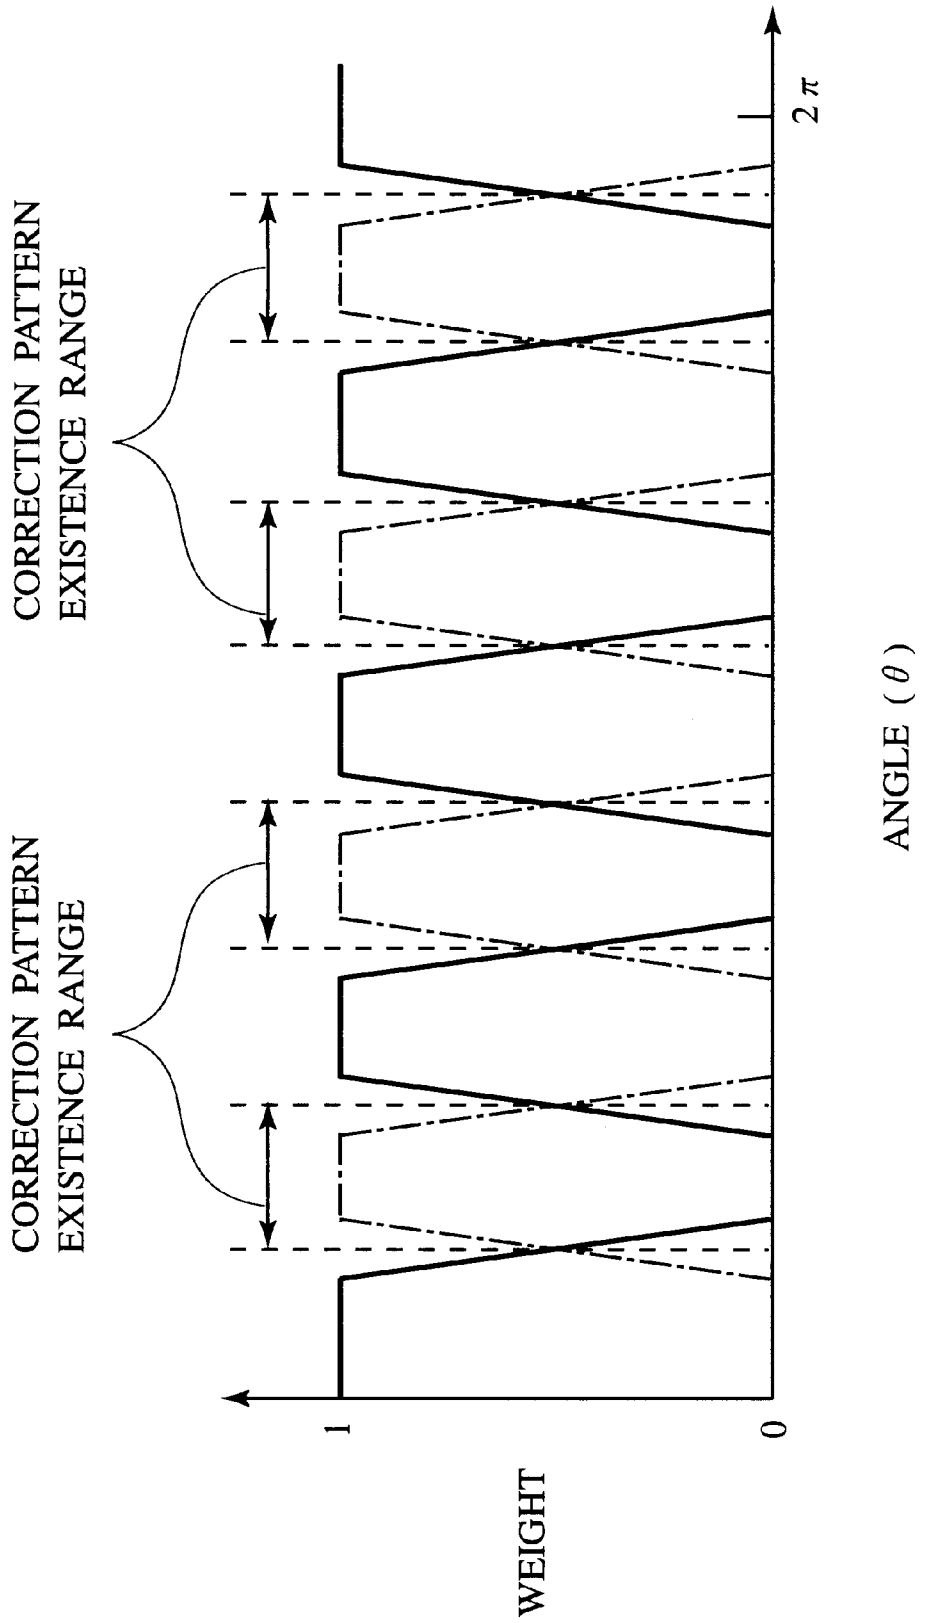 CORRECTION PATTERN
EXISTENCE RANGE
CORRECTION PATTERN
EXISTENCE RANGE
WEIGHT
1
0
2π
ANGLE (θ)